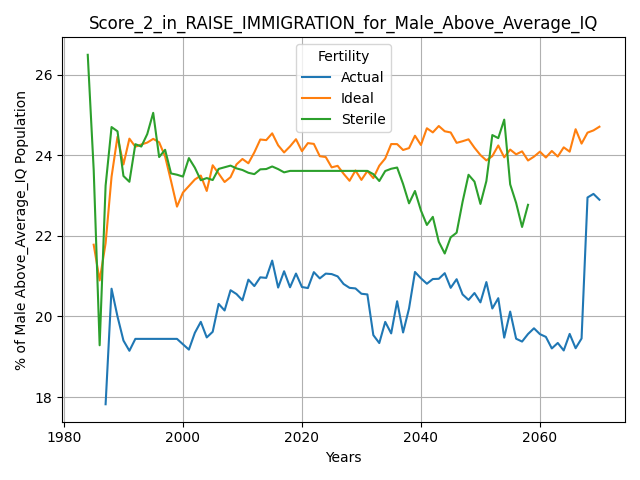 Score_2_in_RAISE_IMMIGRATION_for_Male_Above_Average_IQ
Fertility
Actual
Ideal
Sterile
% of Male Above_Average_IQ Population
26
24
22
20
18
1980
2000
2020
2040
2060
Years